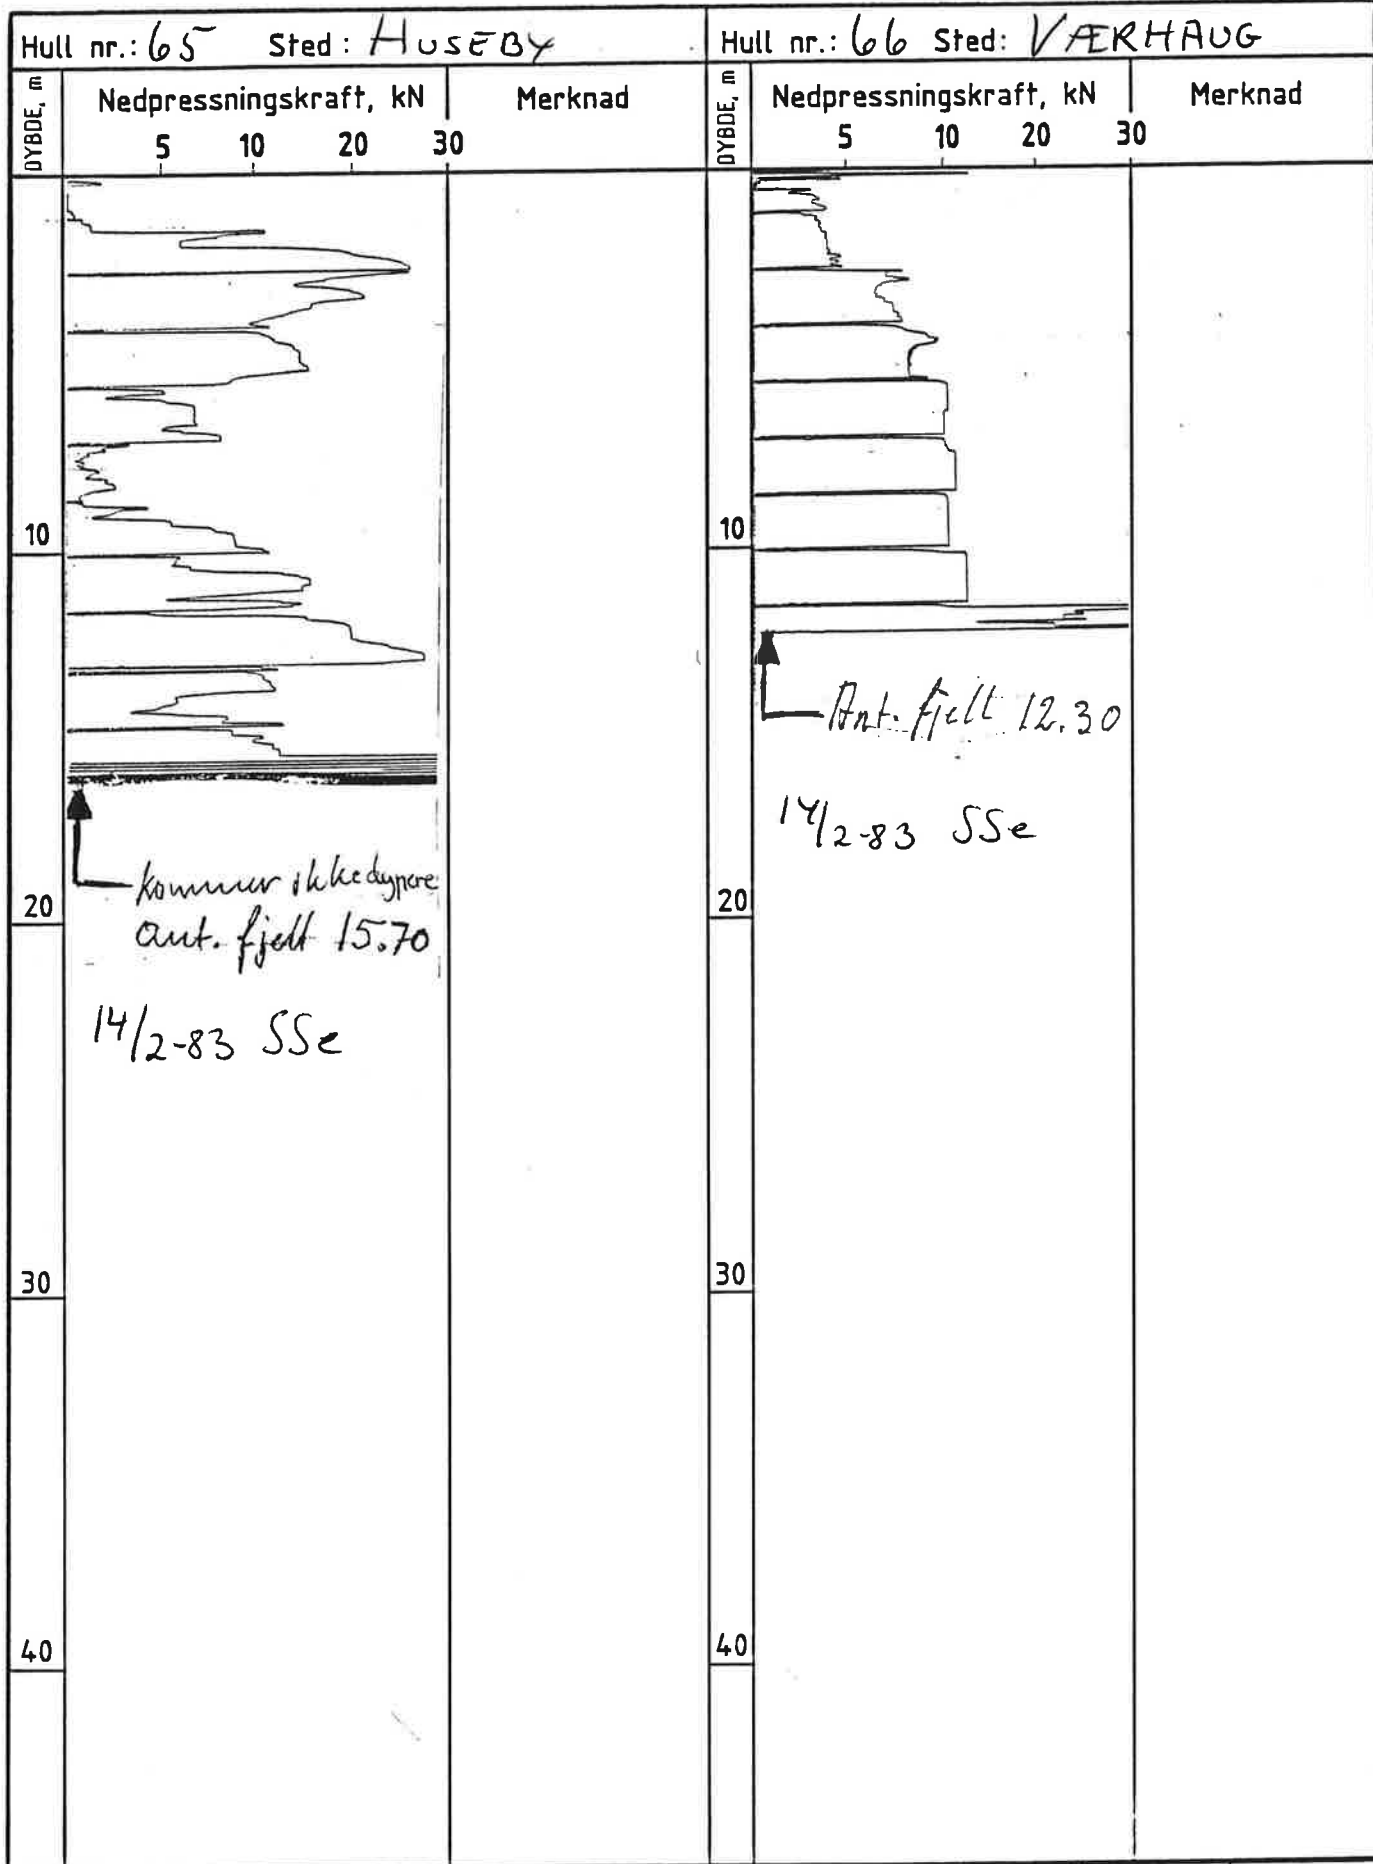 Hull nr.: 65 Sted: HUSEBY
DYBDE, m
Nedpressningskraft, kN
Merknad
5 10 20 30
10
20
30
40
kommer ikke dypere
ant. fjell 15.70
14/2-83 SSe
Hull nr.: 66 Sted: VÆRHAUG
DYBDE, m
Nedpressningskraft, kN
Merknad
5 10 20 30
10
20
30
40
Ant. fjell 12.30
14/2-83 SSe